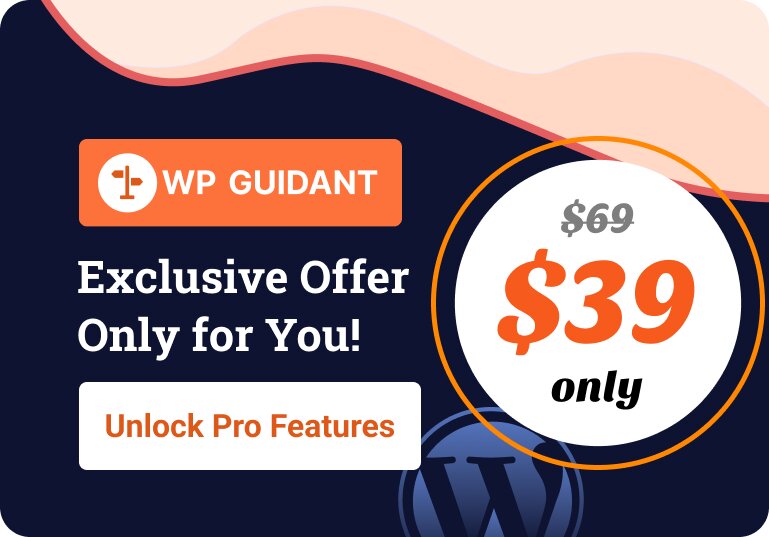 WP GUIDANT
Exclusive Offer
Only for You!
Unlock Pro Features
$69
$39
only
W